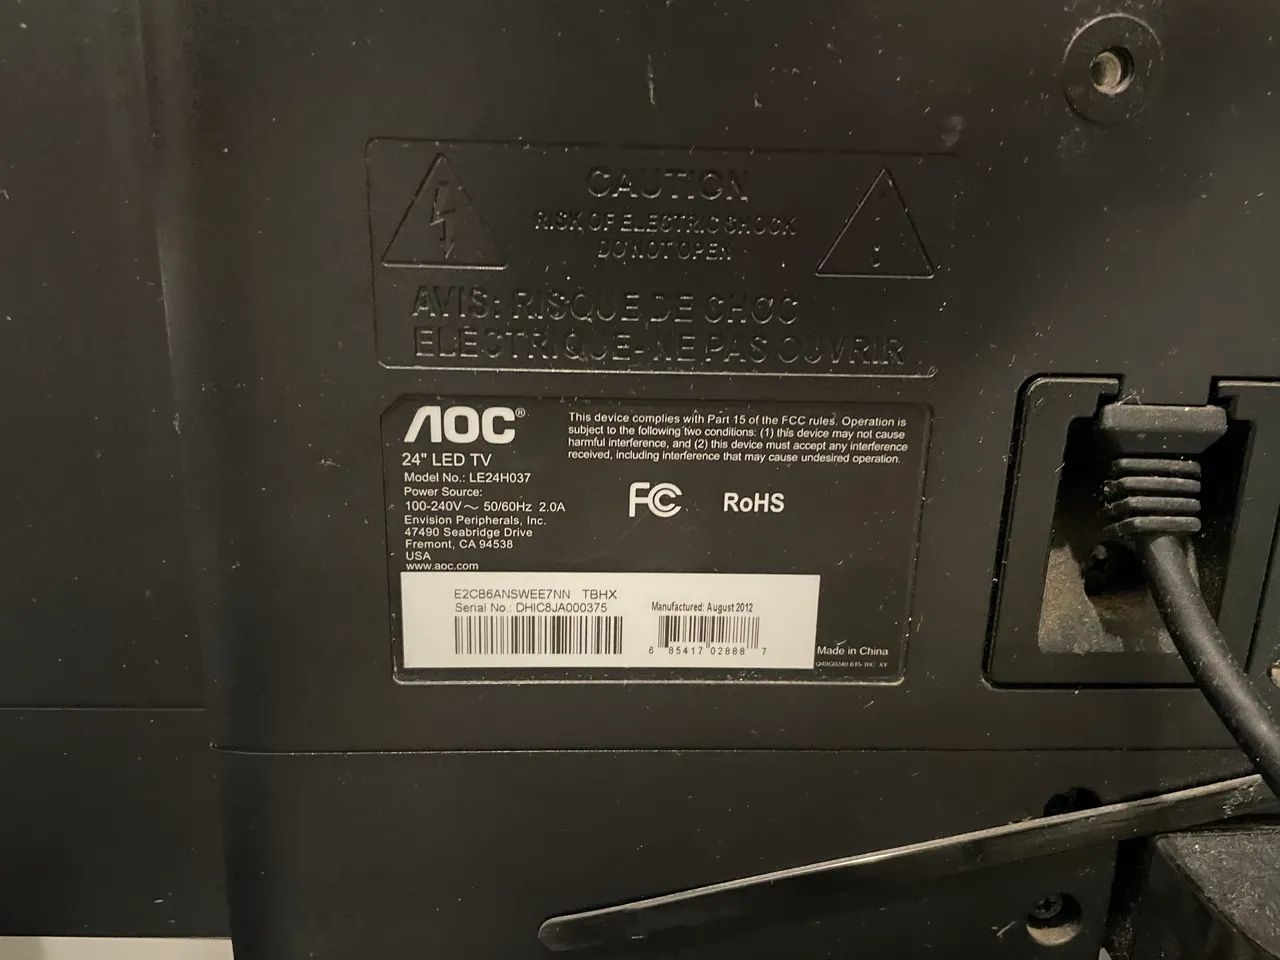 CAUTION
RISK OF ELECTRIC SHOCK
DO NOT OPEN
AVIS: RISQUE DE CHOC
ELECTRIQUE-NE PAS OUVRIR
AOC®
24" LED TV
Model No.: LE24H037
Power Source:
100-240V～ 50/60Hz 2.0A
Envision Peripherals, Inc.
47490 Seabridge Drive
Fremont, CA 94538
USA
www.aoc.com
This device complies with Part 15 of the FCC rules. Operation is
subject to the following two conditions: (1) this device may not cause
harmful interference, and (2) this device must accept any interference
received, including interference that may cause undesired operation.
FC RoHS
E2CB6ANSWEE7NN TBHX
Serial No.: DHIC8JA000375
Manufactured: August 2012
6 85417 02888 7
Made in China